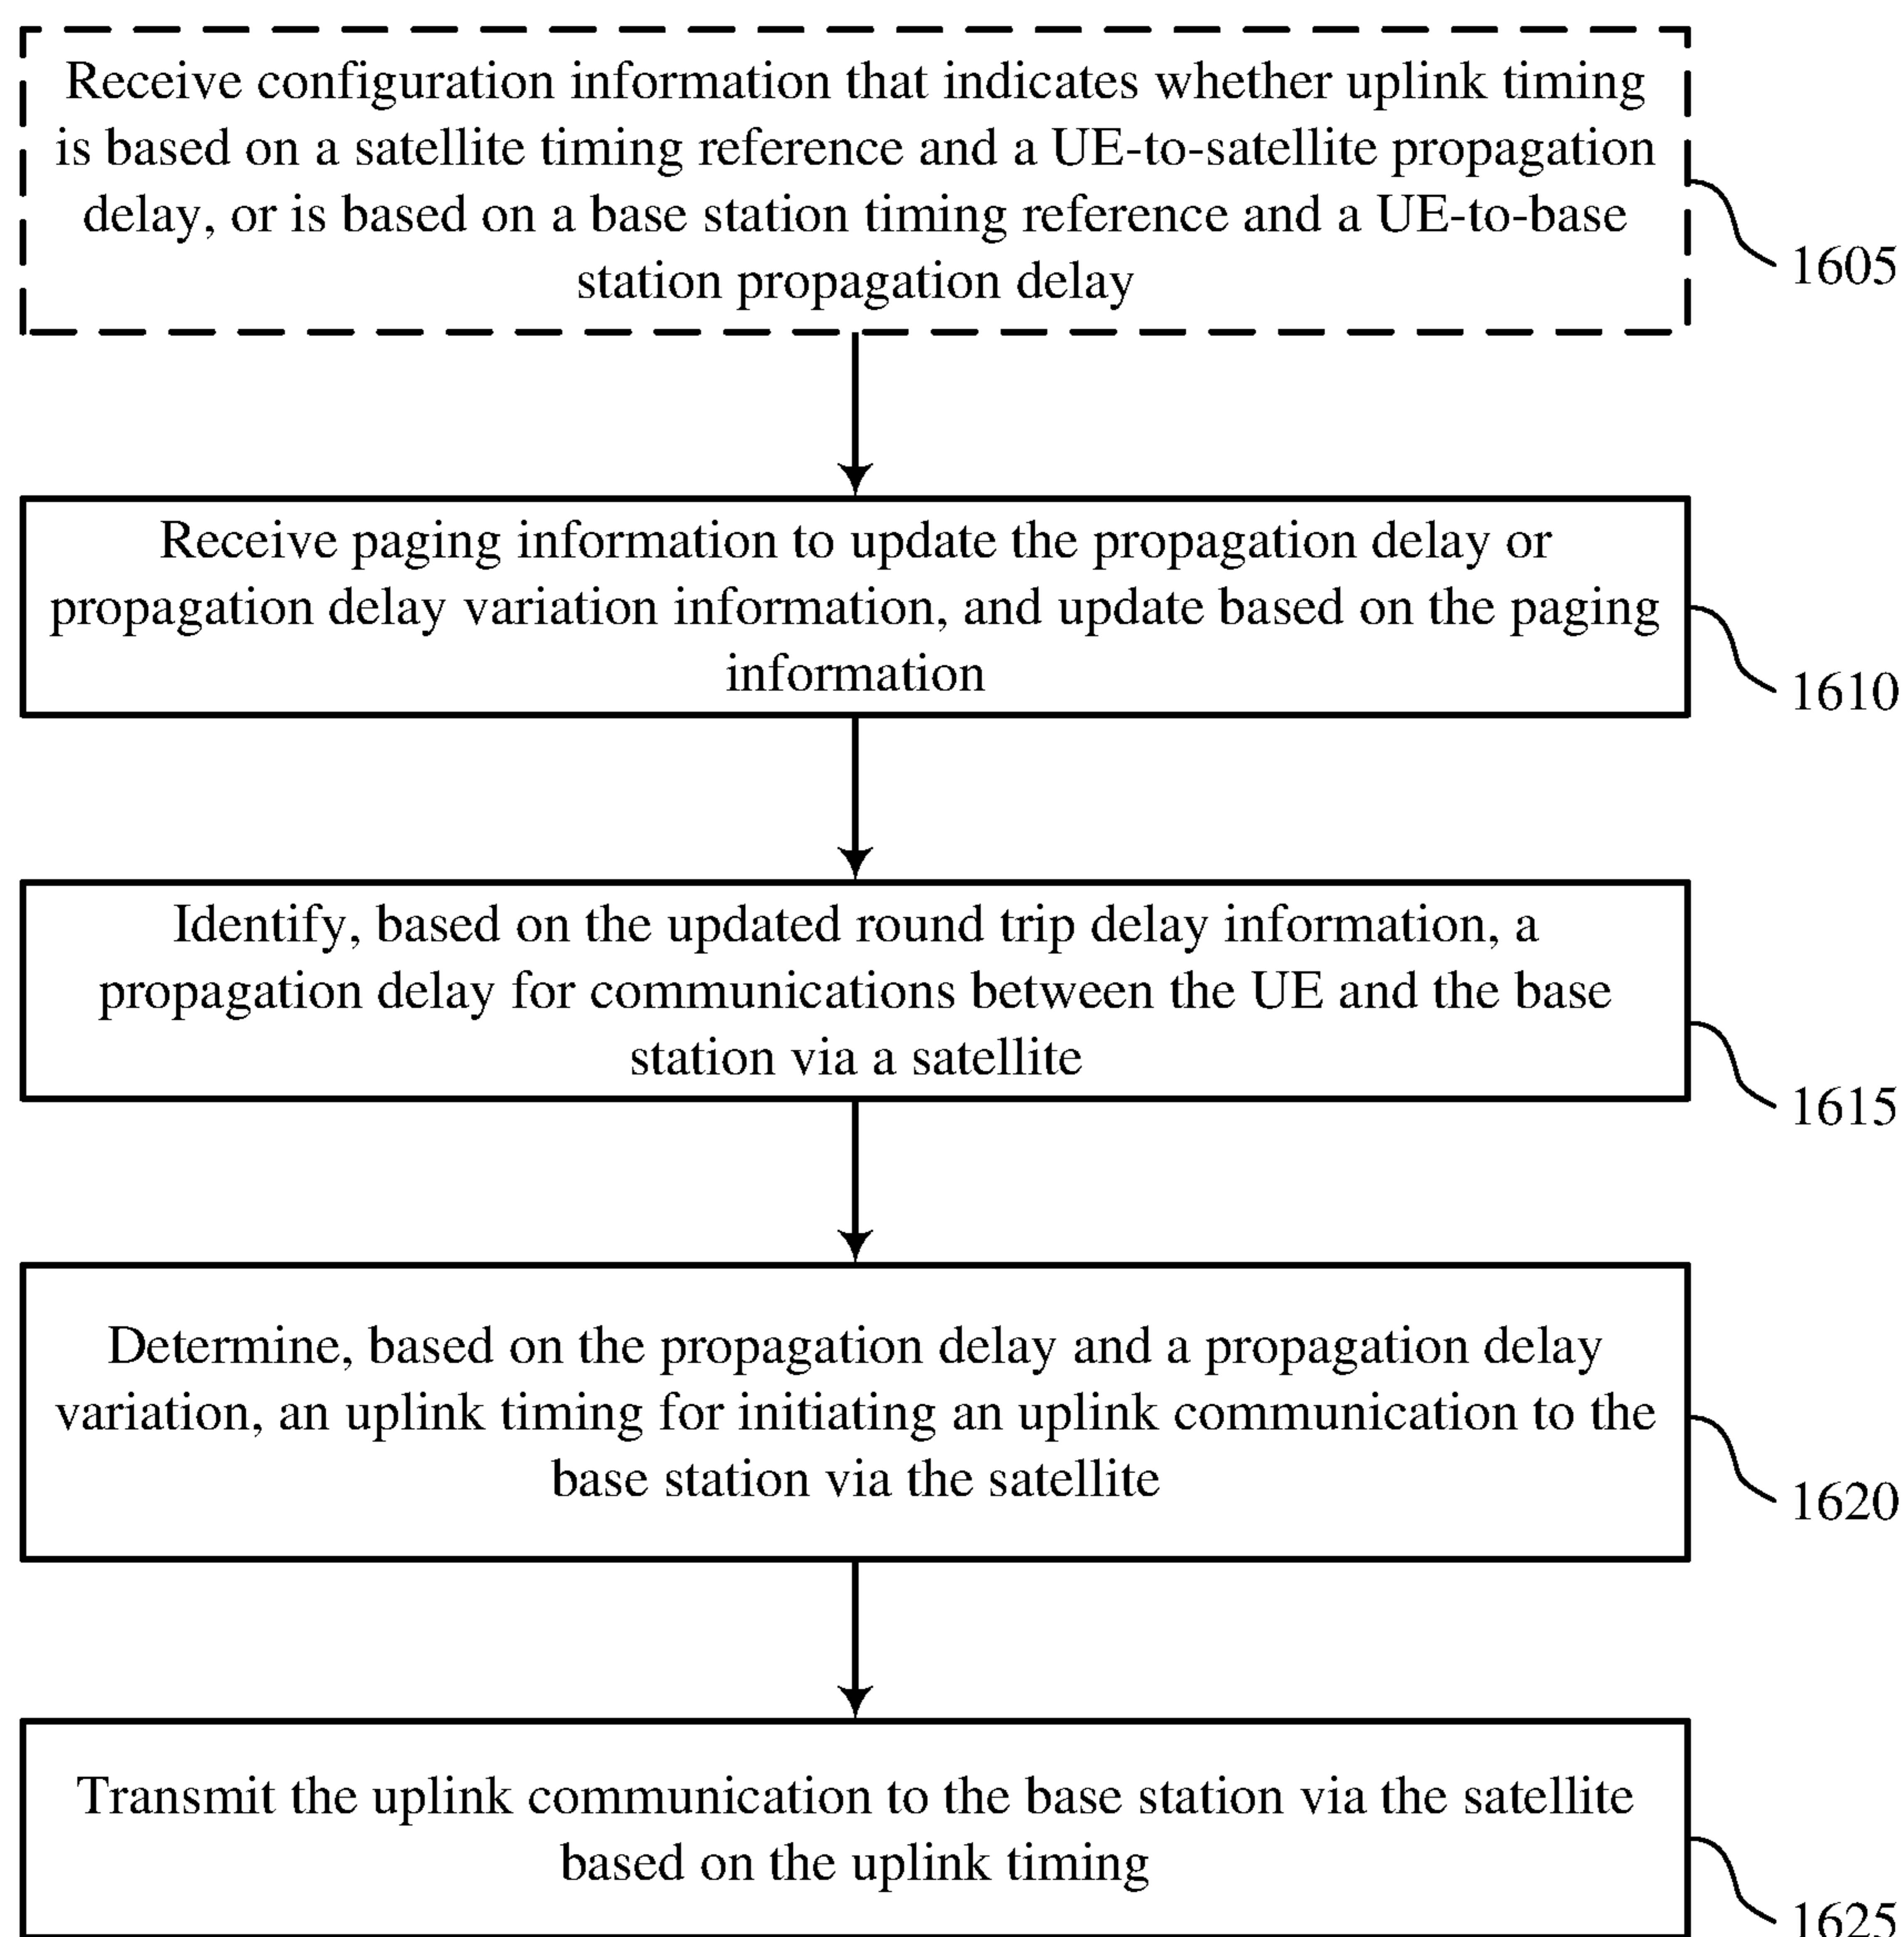 Receive configuration information that indicates whether uplink timing
is based on a satellite timing reference and a UE-to-satellite propagation
delay, or is based on a base station timing reference and a UE-to-base
station propagation delay
1605
Receive paging information to update the propagation delay or
propagation delay variation information, and update based on the paging
information
1610
Identify, based on the updated round trip delay information, a
propagation delay for communications between the UE and the base
station via a satellite
1615
Determine, based on the propagation delay and a propagation delay
variation, an uplink timing for initiating an uplink communication to the
base station via the satellite
1620
Transmit the uplink communication to the base station via the satellite
based on the uplink timing
1625